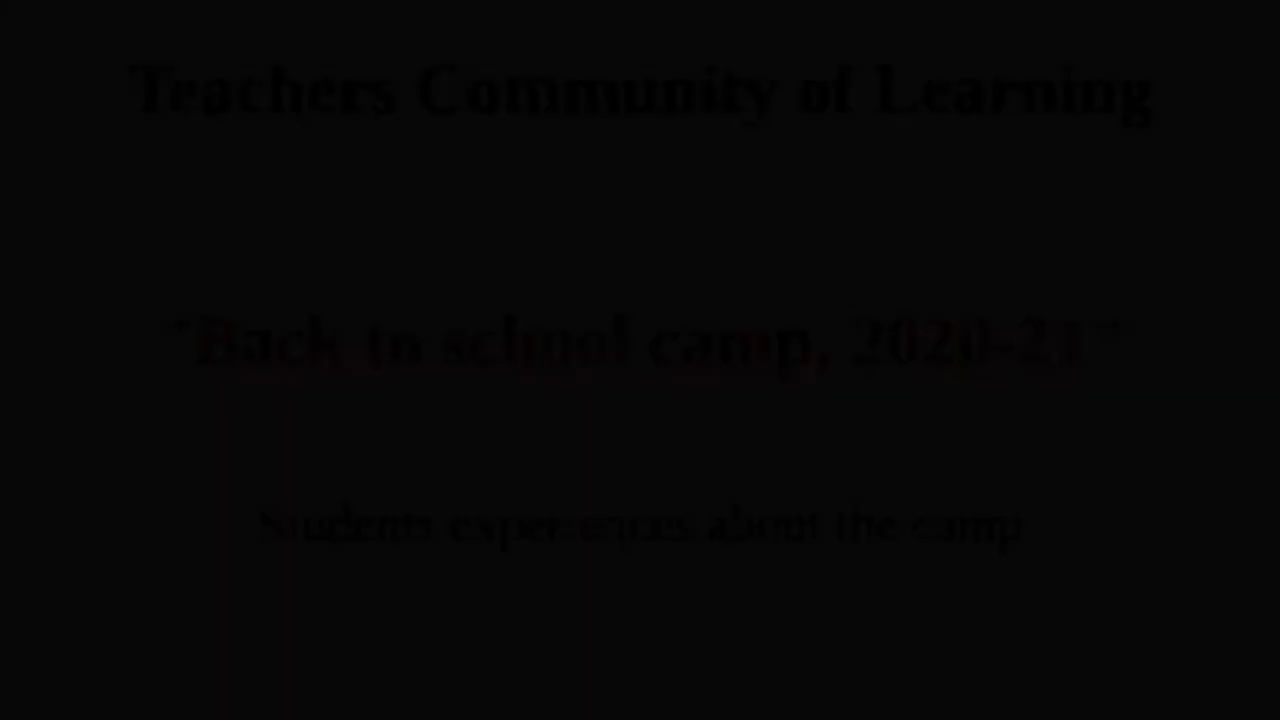 Teachers Community of Learning
"Back to school camp, 2020-21"
Students experiences about the camp